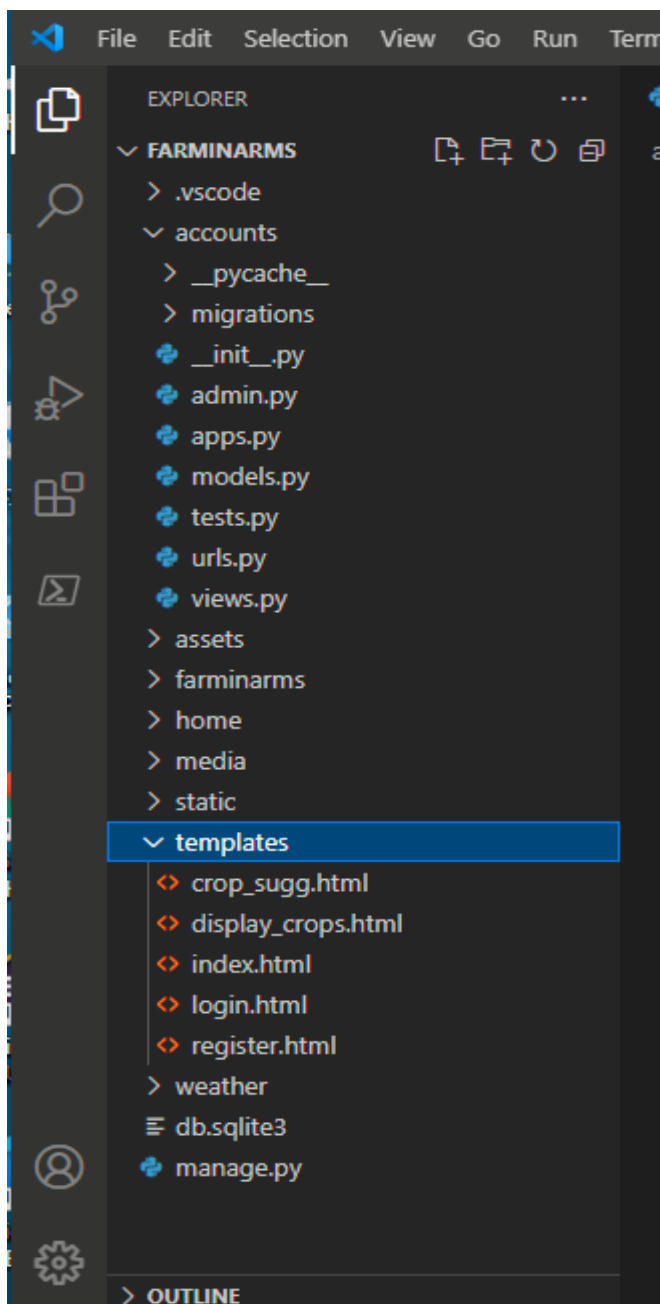 File Edit Selection View Go Run Term
EXPLORER
FARMINARMS
.vscode
accounts
__pycache__
migrations
__init__.py
admin.py
apps.py
models.py
tests.py
urls.py
views.py
assets
farminarms
home
media
static
templates
crop_sugg.html
display_crops.html
index.html
login.html
register.html
weather
db.sqlite3
manage.py
OUTLINE